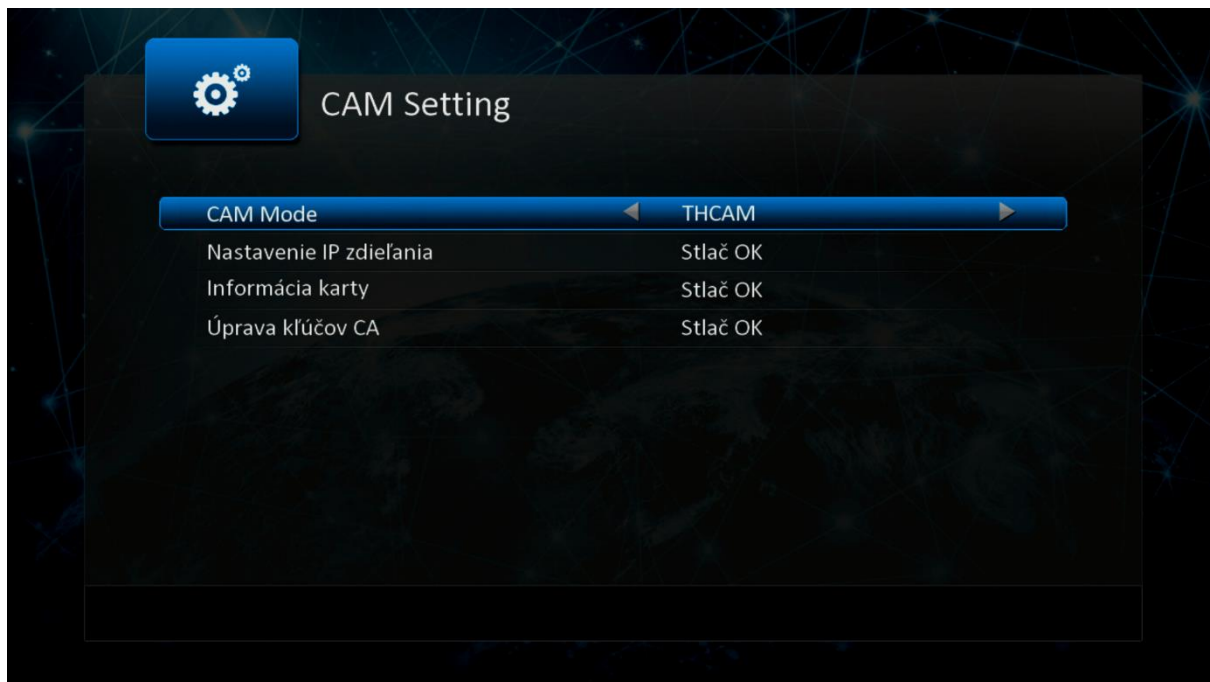 CAM Setting
CAM Mode THCAM
Nastavenie IP zdieľania Stlač OK
Informácia karty Stlač OK
Úprava kľúčov CA Stlač OK